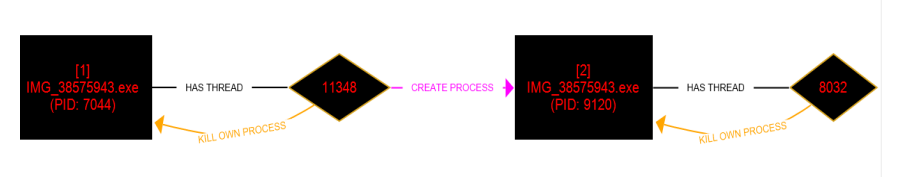 [1]
IMG_38575943.exe
(PID: 7044)
HAS THREAD
11348
KILL OWN PROCESS
CREATE PROCESS
[2]
IMG_38575943.exe
(PID: 9120)
HAS THREAD
8032
KILL OWN PROCESS